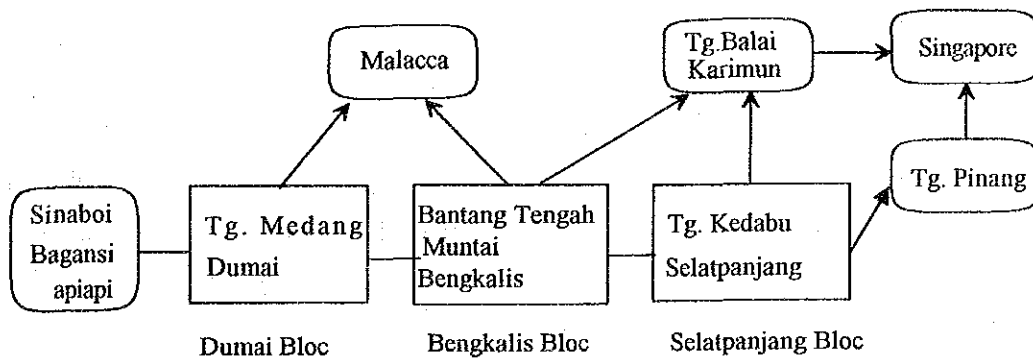 Malacca
Tg.Balai
Karimun
Singapore
Tg. Pinang
Sinaboi
Bagansi
apiapi
Tg. Medang
Dumai
Bantang Tengah
Muntai
Bengkalis
Tg. Kedabu
Selatpanjang
Dumai Bloc
Bengkalis Bloc
Selatpanjang Bloc